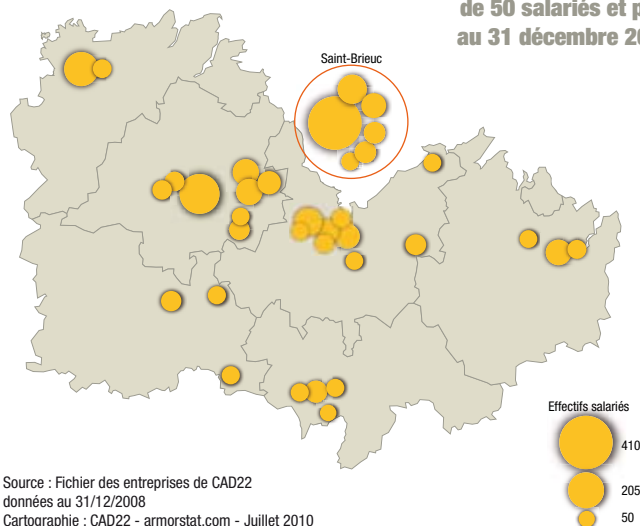 de 50 salariés et p
au 31 décembre 20
Saint-Brieuc
Effectifs salariés
410
205
50
Source : Fichier des entreprises de CAD22
données au 31/12/2008
Cartographie : CAD22 - armorstat.com - Juillet 2010